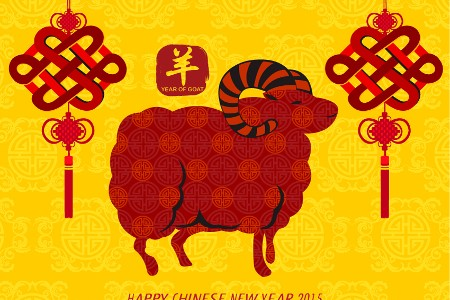 羊
YEAR OF GOAT
HAPPY CHINESE NEW YEAR 2015